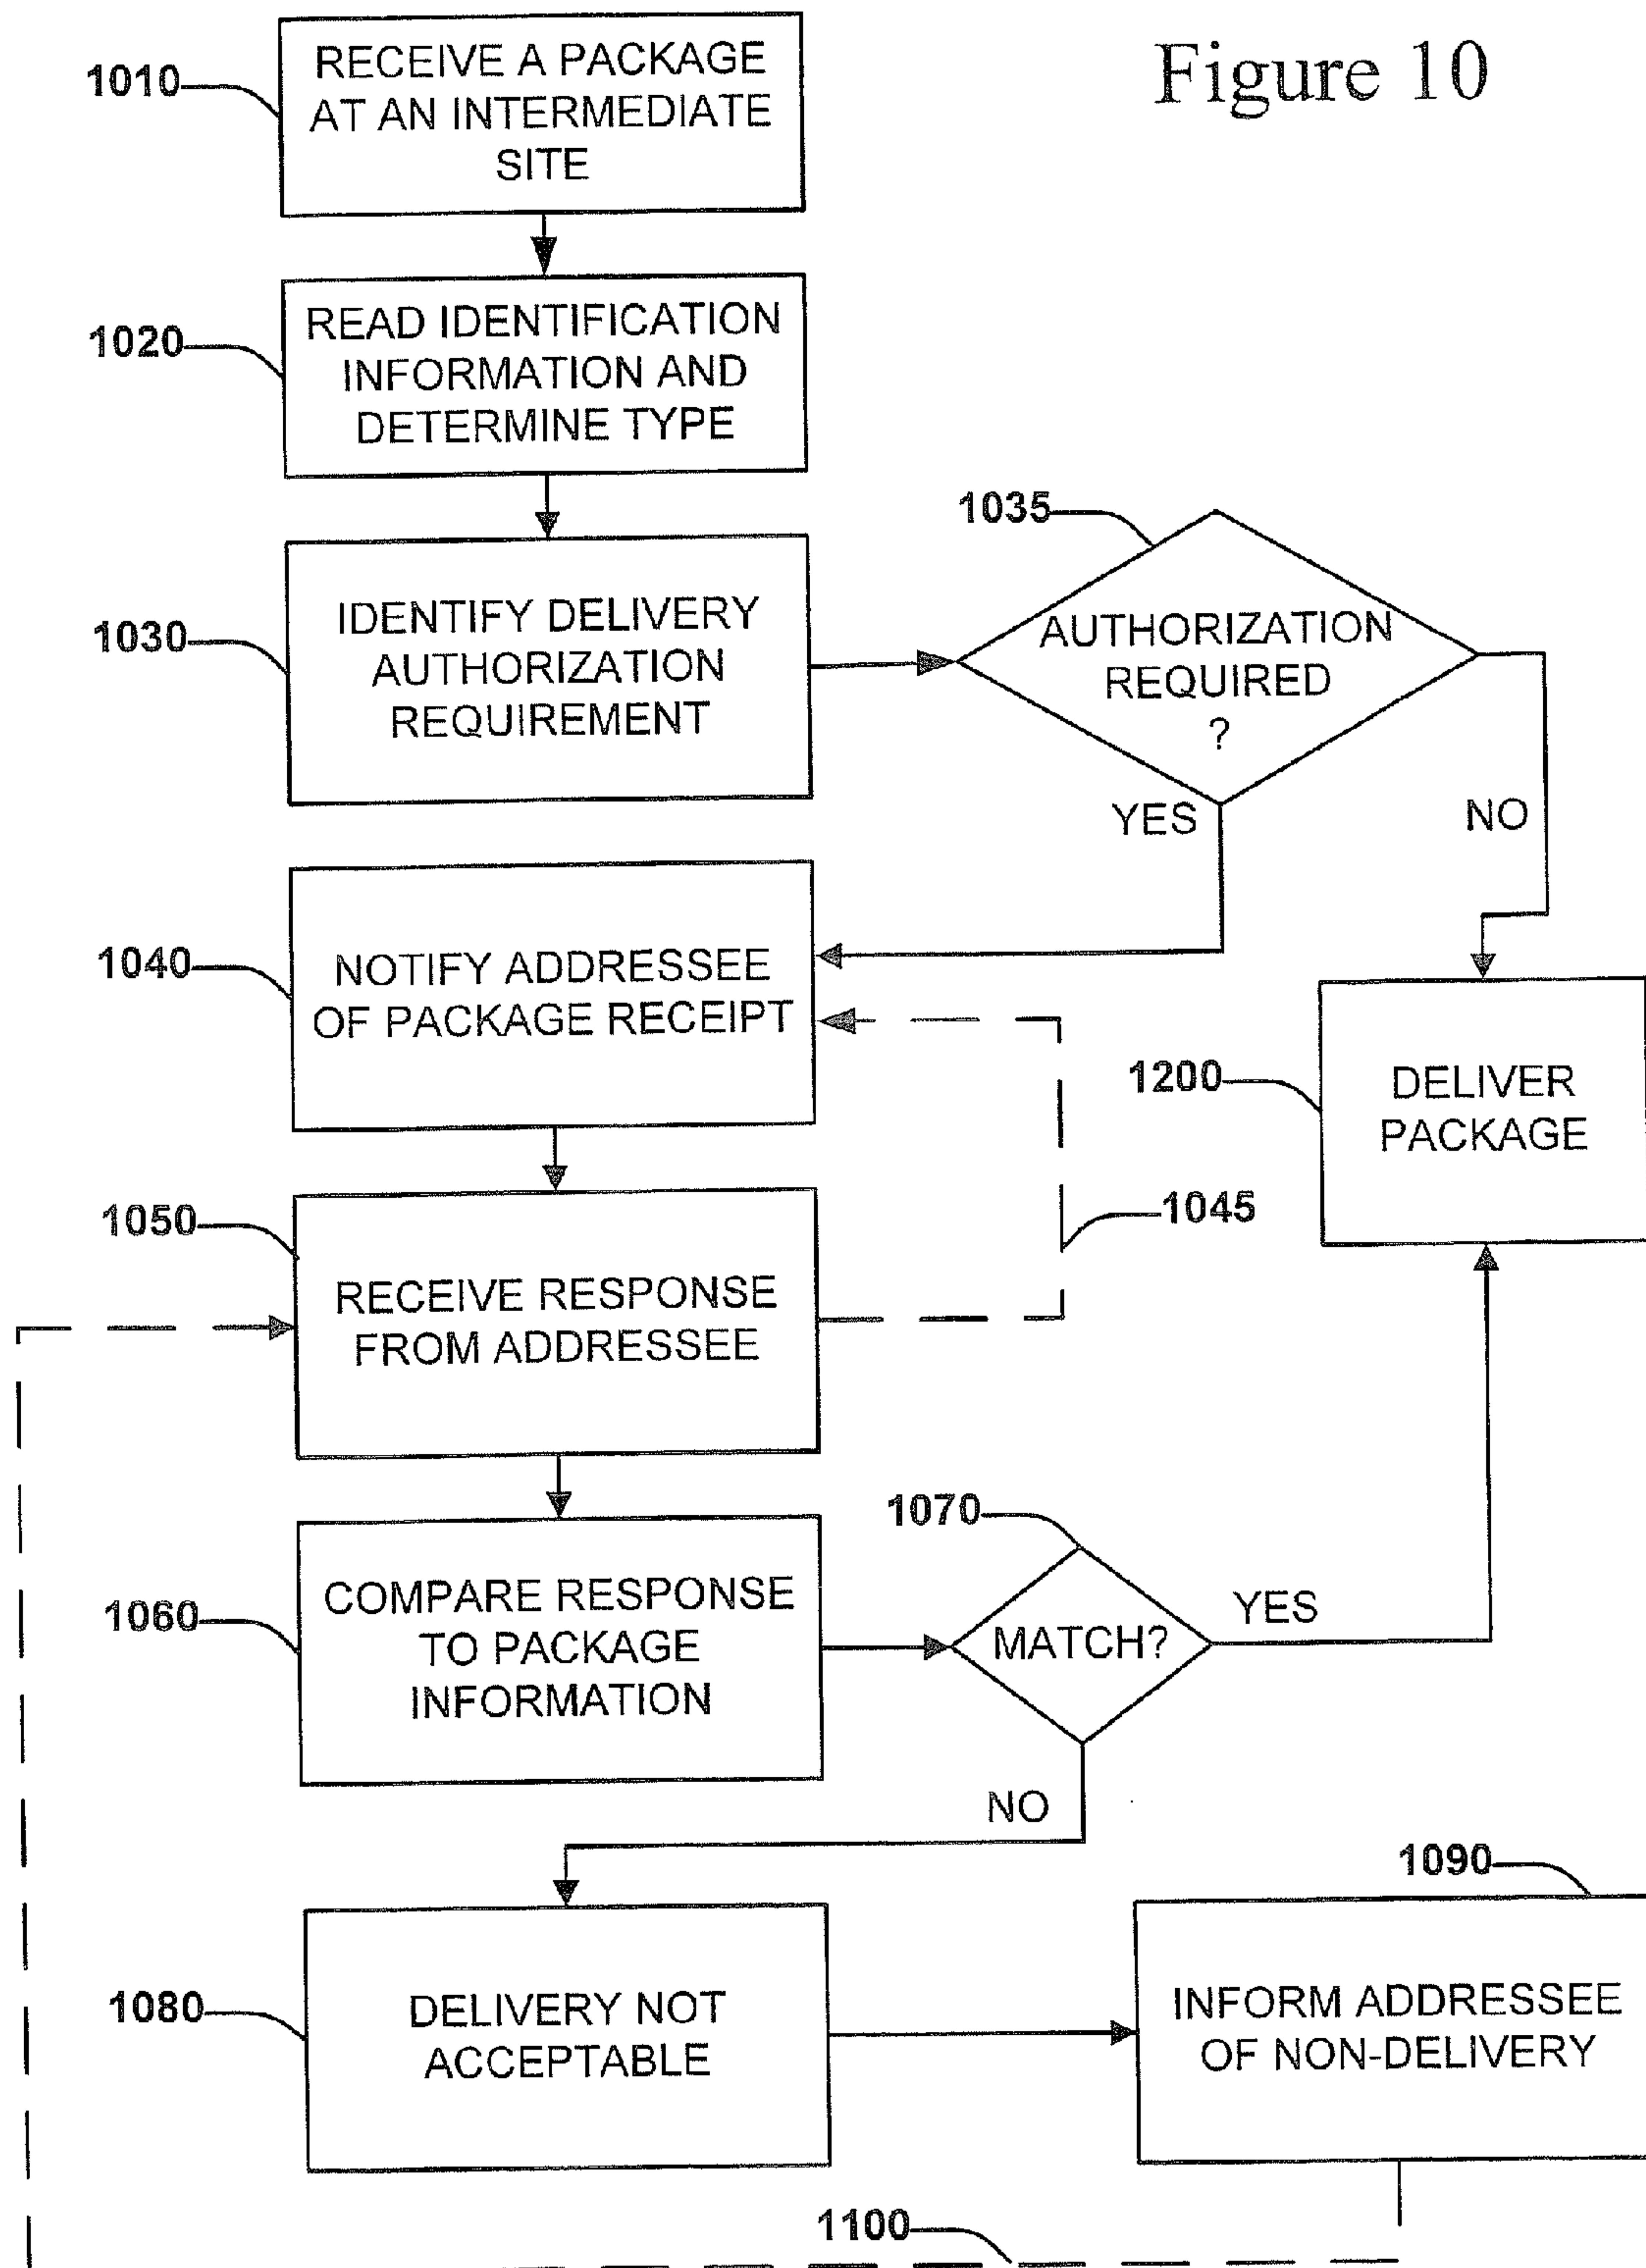 Figure 10
1010
RECEIVE A PACKAGE
AT AN INTERMEDIATE
SITE
1020
READ IDENTIFICATION
INFORMATION AND
DETERMINE TYPE
1030
IDENTIFY DELIVERY
AUTHORIZATION
REQUIREMENT
1035
AUTHORIZATION
REQUIRED
?
YES
NO
1040
NOTIFY ADDRESSEE
OF PACKAGE RECEIPT
1200
DELIVER
PACKAGE
1045
1050
RECEIVE RESPONSE
FROM ADDRESSEE
1060
COMPARE RESPONSE
TO PACKAGE
INFORMATION
1070
MATCH?
YES
NO
1080
DELIVERY NOT
ACCEPTABLE
1090
INFORM ADDRESSEE
OF NON-DELIVERY
1100